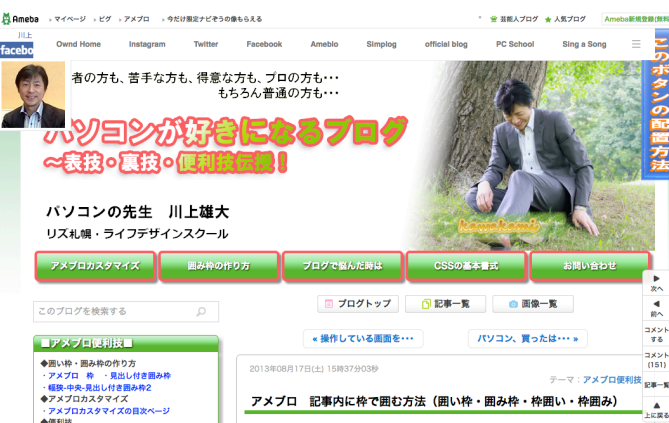 Ameba マイページ ピグ アメブロ 今だけ限定ナビぞうの像もらえる 芸能人ブログ 人気ブログ Ameba新規登録(無料
川上
facebo
Ownd Home Instagram Twitter Facebook Ameblo Simplog official blog PC School Sing a Song
このボタンの配置方法
者の方も、苦手な方も、得意な方も、プロの方も・・・
もちろん普通の方も・・・
パソコンが好きになるブログ
〜表技・裏技・便利技伝授！
パソコンの先生 川上雄大
リズ札幌・ライフデザインスクール
kawakami
アメブロカスタマイズ 囲み枠の作り方 ブログで悩んだ時は CSSの基本書式 お問い合わせ
このブログを検索する
ブログトップ 記事一覧 画像一覧
« 操作している画面を・・・ パソコン、買ったは・・・ »
■アメブロ便利技■
◆囲い枠・囲み枠の作り方
・アメブロ 枠 ・見出し付き囲み枠
・幅狭-中央-見出し付き囲み枠2
◆アメブロカスタマイズ
・アメブロカスタマイズの目次ページ
◆便利技
2013年08月17日(土) 15時37分03秒
テーマ：アメブロ便利技
アメブロ 記事内に枠で囲む方法（囲い枠・囲み枠・枠囲い・枠囲み）
次へ
前へ
コメント
する
コメント
(151)
記事一覧
上に戻る